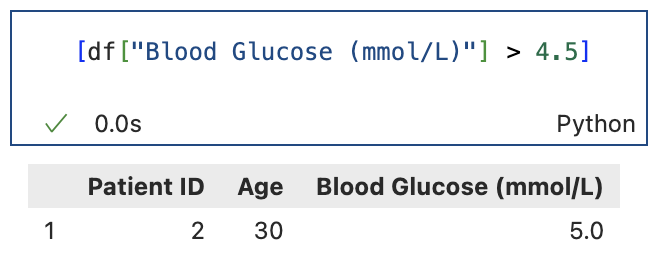 [df["Blood Glucose (mmol/L)"] > 4.5]
✓ 0.0s Python
Patient ID Age Blood Glucose (mmol/L)
1 2 30 5.0